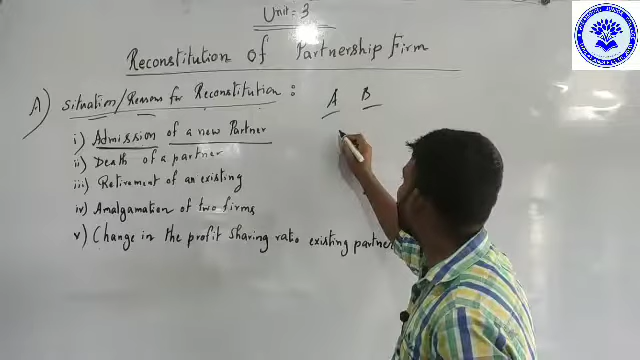 Unit - 3
Reconstitution of Partnership Firm
A) Situation/Reasons for Reconstitution :
A B
i) Admission of a new Partner
ii) Death of a partner
iii) Retirement of an existing
iv) Amalgamation of two firms
v) Change in the profit sharing ratio existing partner